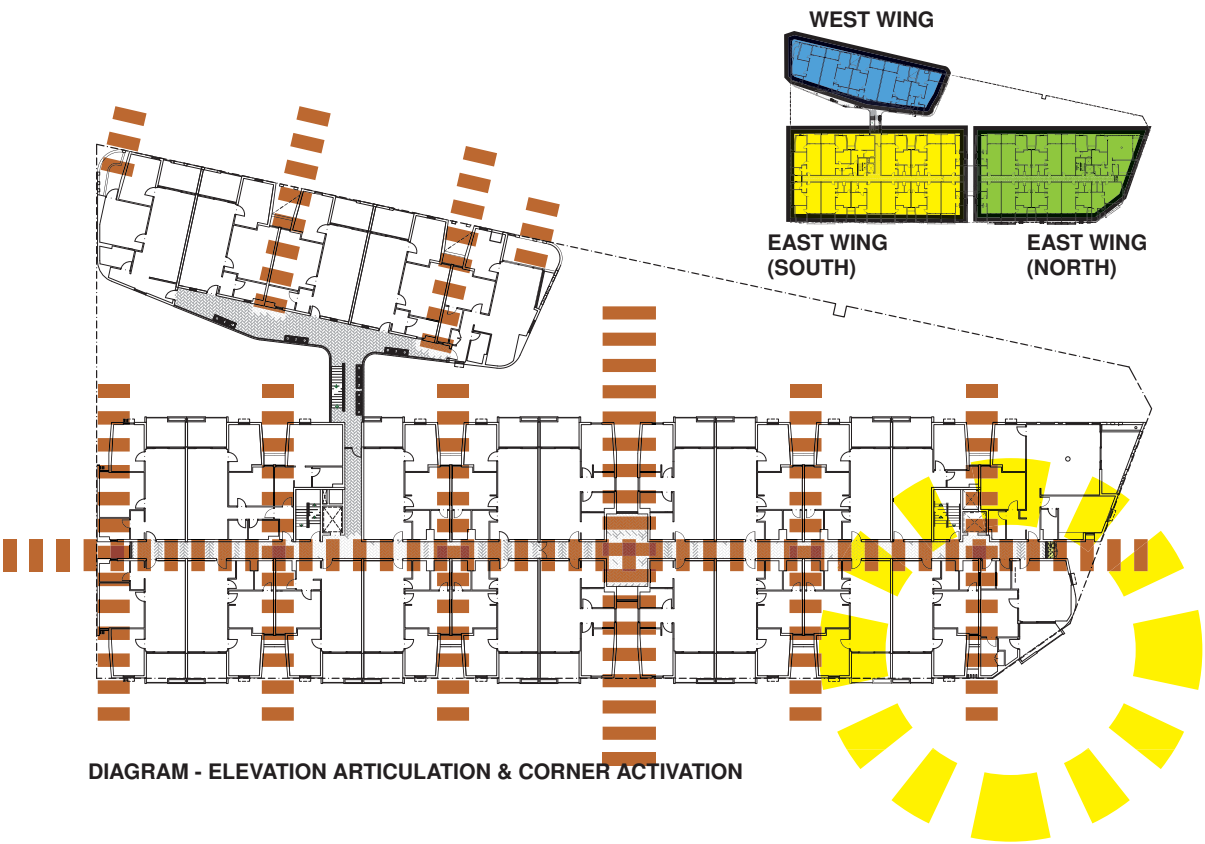 WEST WING
EAST WING
(SOUTH)
EAST WING
(NORTH)
DIAGRAM - ELEVATION ARTICULATION & CORNER ACTIVATION